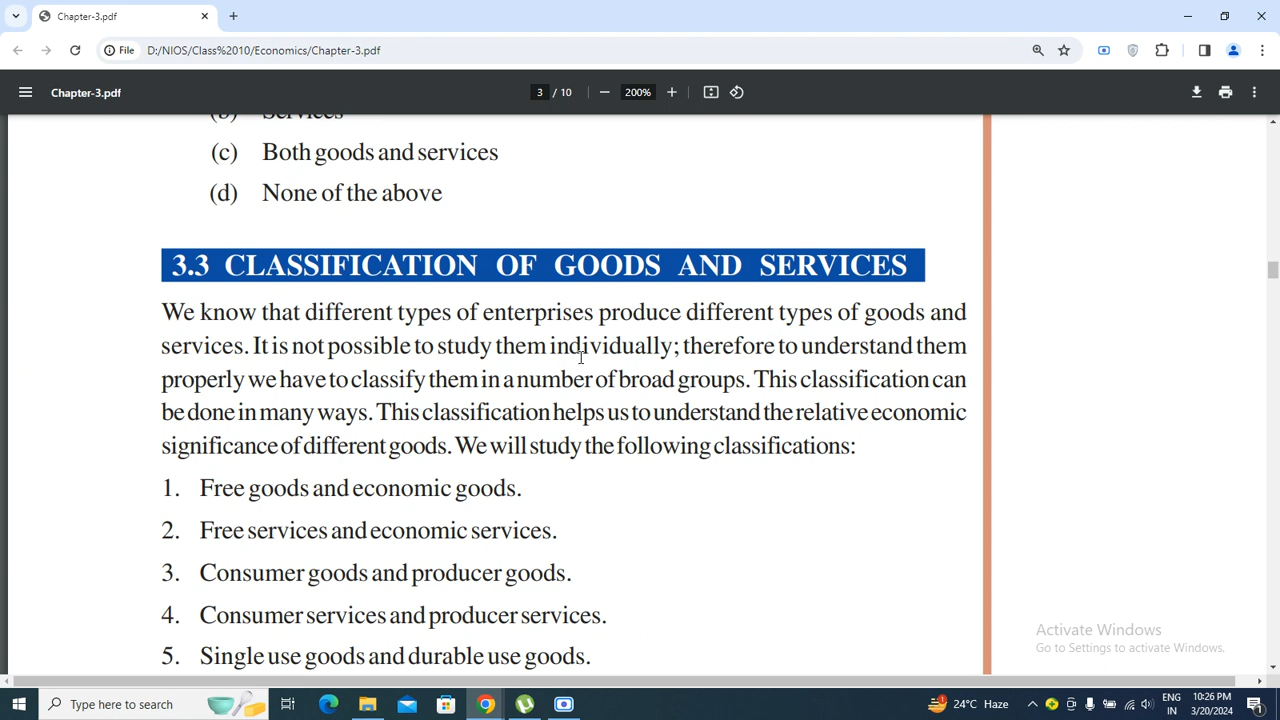 Chapter-3.pdf
File D:/NIOS/Class%2010/Economics/Chapter-3.pdf
Chapter-3.pdf 3 / 10 200%
(b) Services
(c) Both goods and services
(d) None of the above
3.3 CLASSIFICATION OF GOODS AND SERVICES
We know that different types of enterprises produce different types of goods and
services. It is not possible to study them individually; therefore to understand them
properly we have to classify them in a number of broad groups. This classification can
be done in many ways. This classification helps us to understand the relative economic
significance of different goods. We will study the following classifications:
1. Free goods and economic goods.
2. Free services and economic services.
3. Consumer goods and producer goods.
4. Consumer services and producer services.
5. Single use goods and durable use goods.
Activate Windows
Go to Settings to activate Windows.
Type here to search
24°C Haze
ENG
IN
10:26 PM
3/20/2024
1